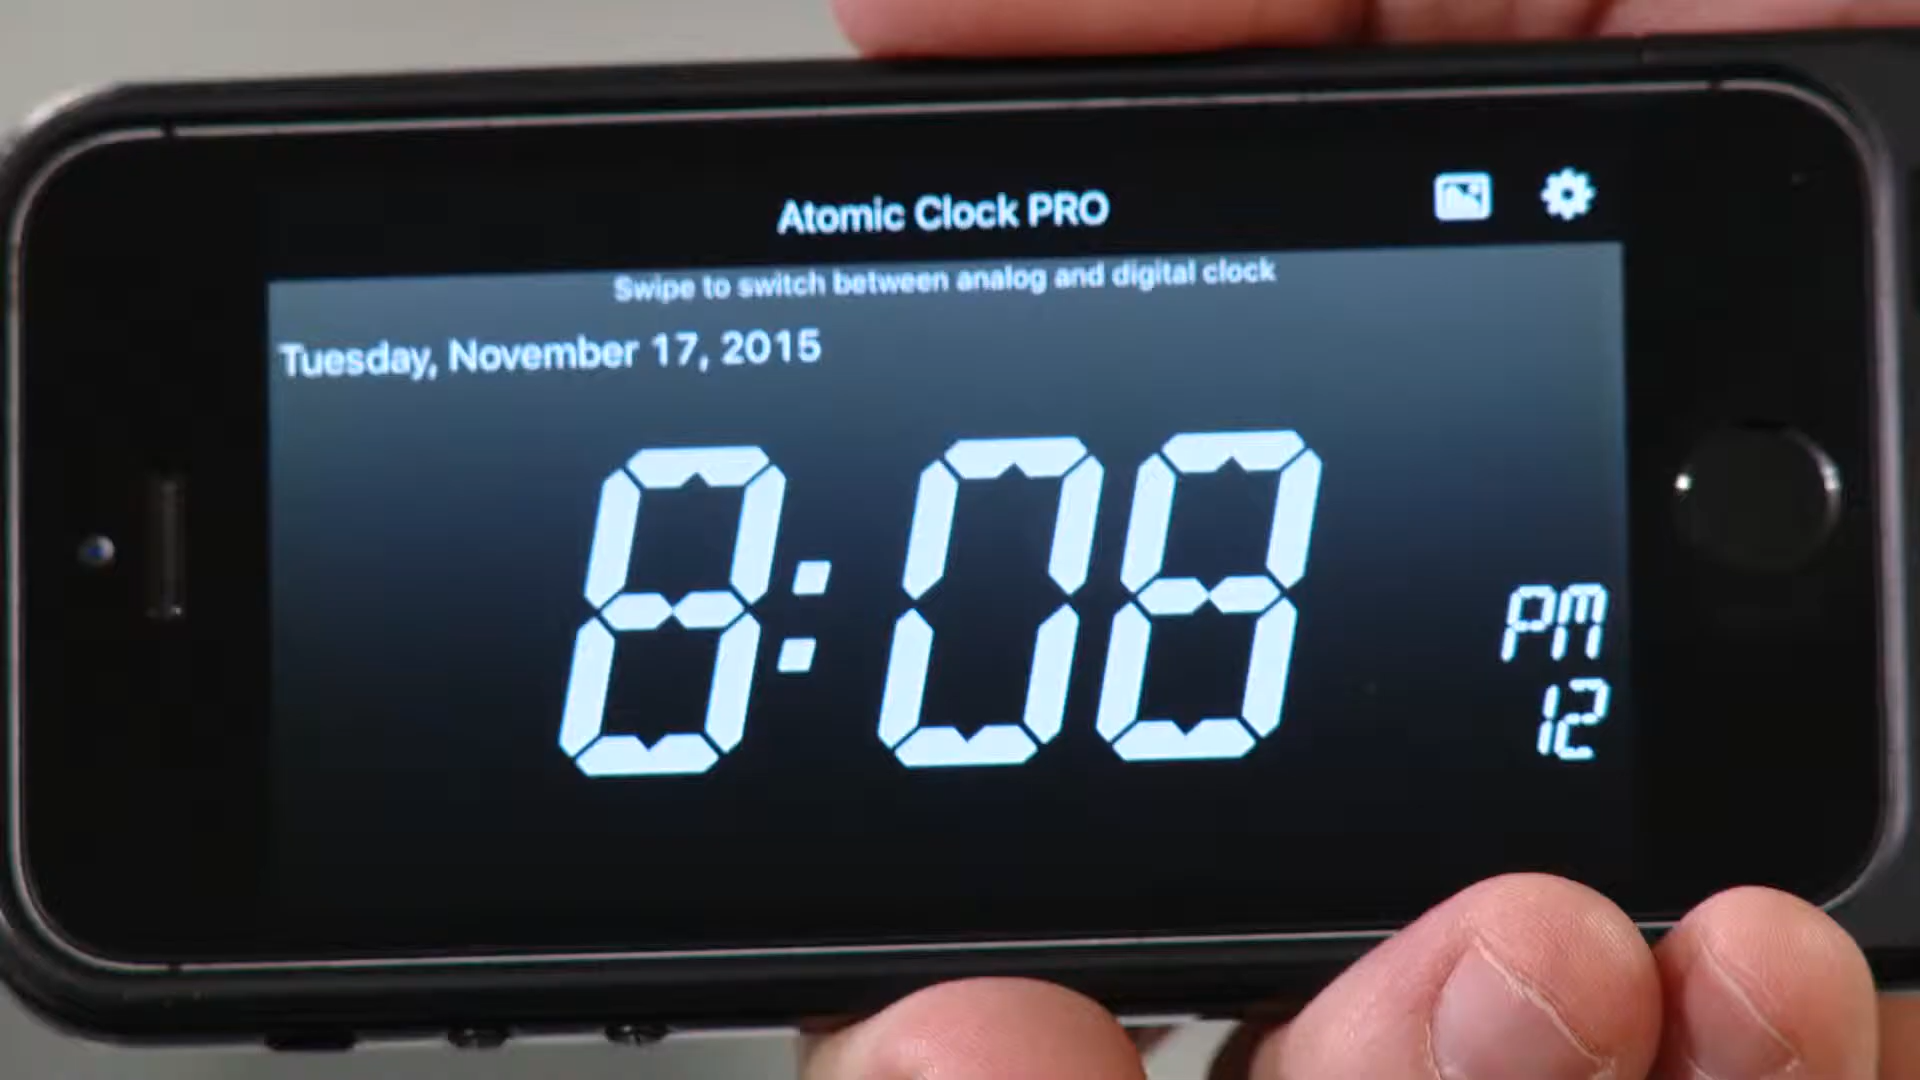 Atomic Clock PRO
Swipe to switch between analog and digital clock
Tuesday, November 17, 2015
8:08
PM
12